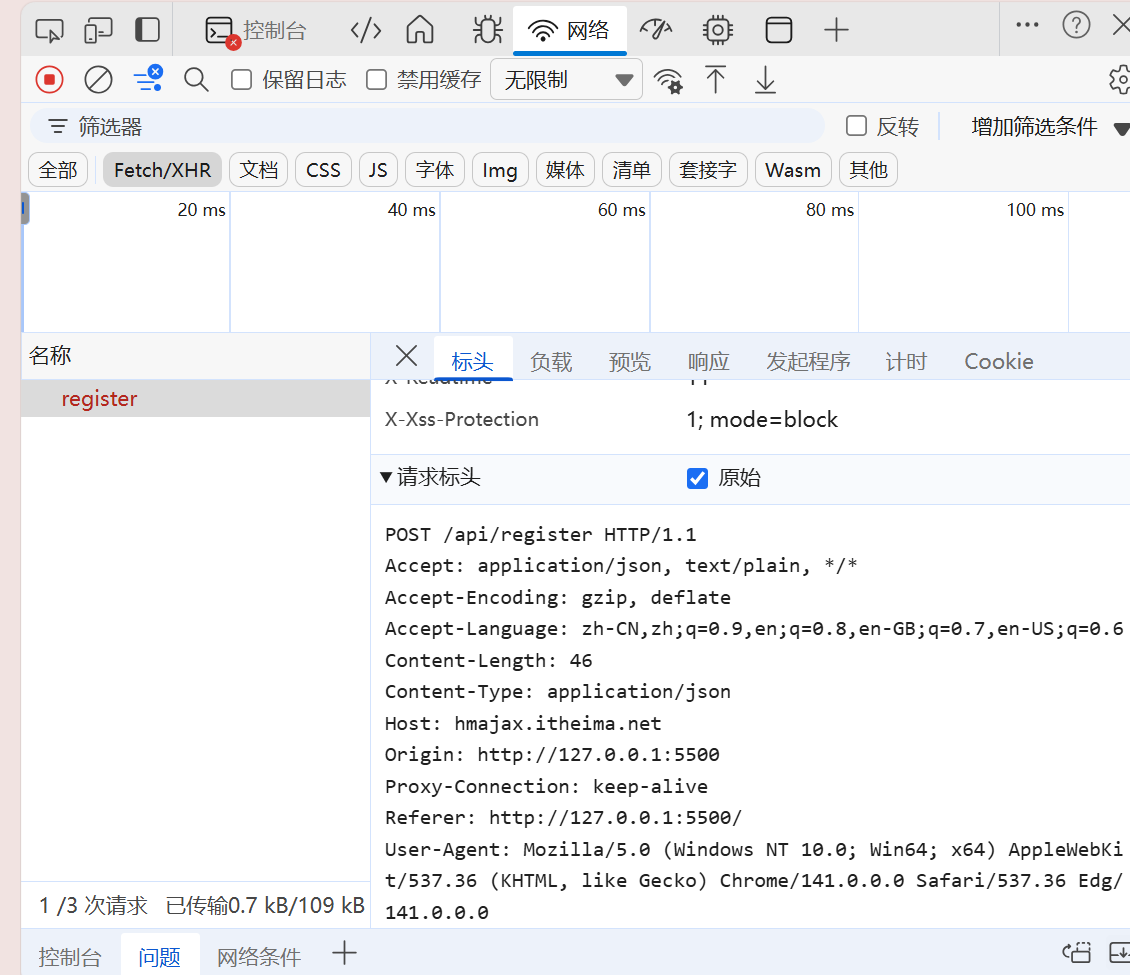 控制台 网络
保留日志 禁用缓存 无限制
筛选器 反转 增加筛选条件
全部 Fetch/XHR 文档 CSS JS 字体 Img 媒体 清单 套接字 Wasm 其他
20 ms 40 ms 60 ms 80 ms 100 ms
名称 标头 负载 预览 响应 发起程序 计时 Cookie
register
X-Xss-Protection 1; mode=block
请求标头 原始
POST /api/register HTTP/1.1
Accept: application/json, text/plain, */*
Accept-Encoding: gzip, deflate
Accept-Language: zh-CN,zh;q=0.9,en;q=0.8,en-GB;q=0.7,en-US;q=0.6
Content-Length: 46
Content-Type: application/json
Host: hmajax.itheima.net
Origin: http://127.0.0.1:5500
Proxy-Connection: keep-alive
Referer: http://127.0.0.1:5500/
User-Agent: Mozilla/5.0 (Windows NT 10.0; Win64; x64) AppleWebKi
t/537.36 (KHTML, like Gecko) Chrome/141.0.0.0 Safari/537.36 Edg/
141.0.0.0
1 /3 次请求 已传输0.7 kB/109 kB
控制台 问题 网络条件